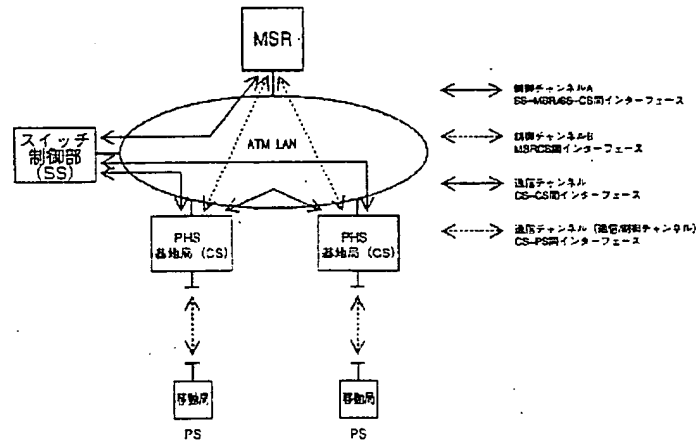 MSR
制御チャンネルA
SS-MSR/SS-CS間インターフェース
スイッチ
制御部
(SS)
ATM LAN
制御チャンネルB
MSRCS間インターフェース
通信チャンネル
CS-CS間インターフェース
PHS
基地局 (CS)
PHS
基地局 (CS)
通信チャンネル (通信/制御チャンネル)
CS-PS間インターフェース
移動局
移動局
PS
PS